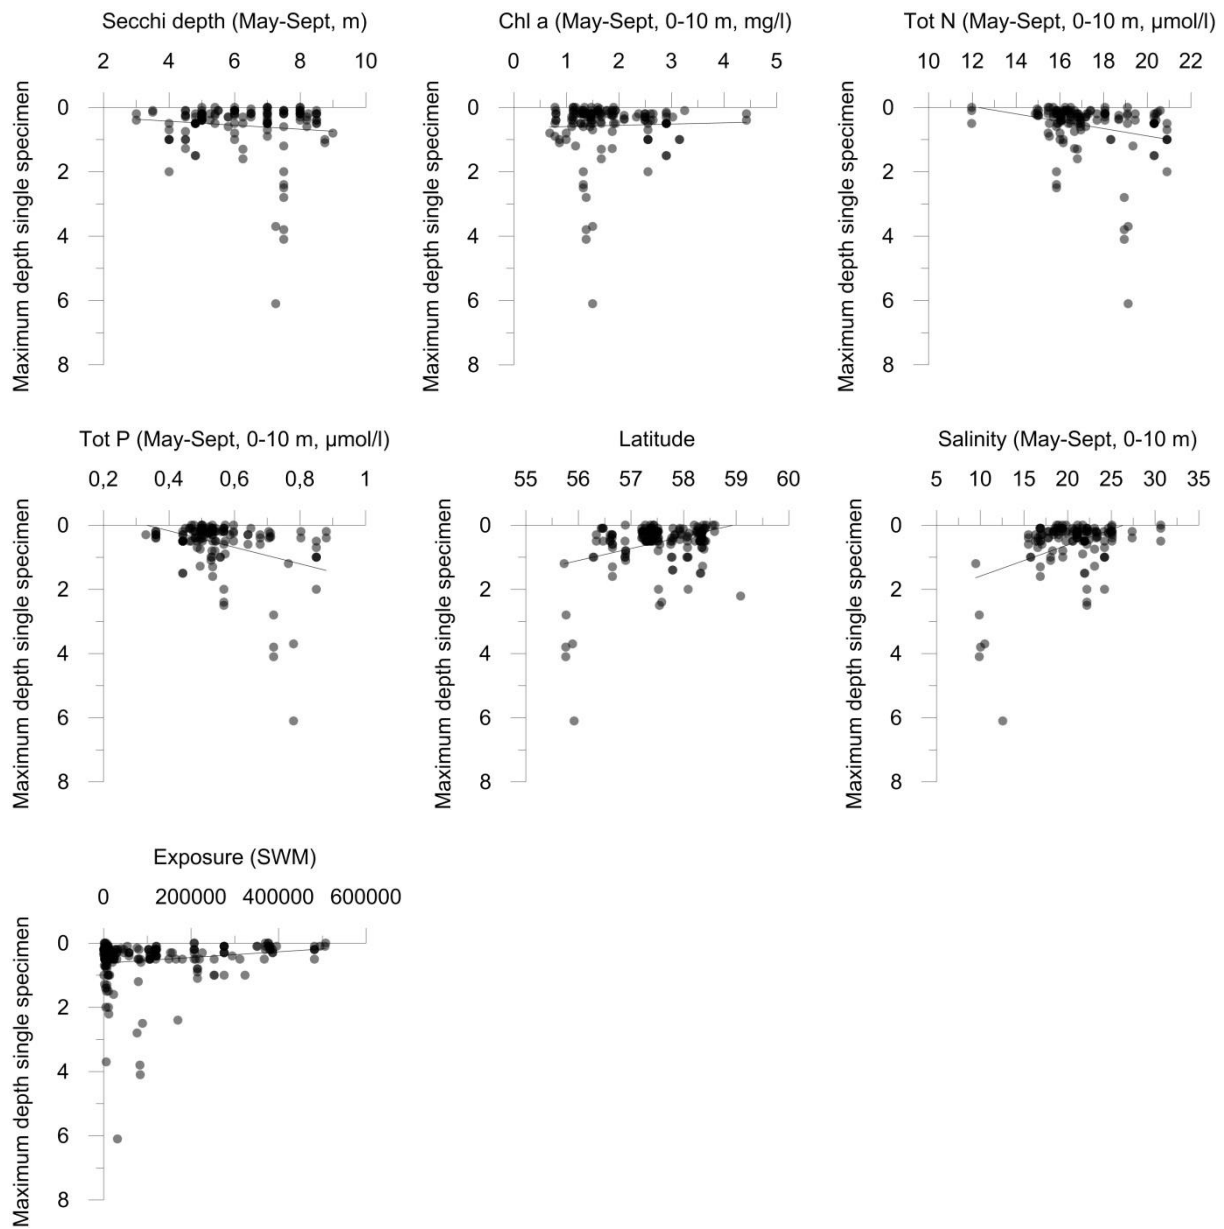 Secchi depth (May-Sept, m)
2 4 6 8 10
Maximum depth single specimen
0
2
4
6
8
Chl a (May-Sept, 0-10 m, mg/l)
0 1 2 3 4 5
Maximum depth single specimen
0
2
4
6
8
Tot N (May-Sept, 0-10 m, µmol/l)
10 12 14 16 18 20 22
Maximum depth single specimen
0
2
4
6
8
Tot P (May-Sept, 0-10 m, µmol/l)
0,2 0,4 0,6 0,8 1
Maximum depth single specimen
0
2
4
6
8
Latitude
55 56 57 58 59 60
Maximum depth single specimen
0
2
4
6
8
Salinity (May-Sept, 0-10 m)
5 10 15 20 25 30 35
Maximum depth single specimen
0
2
4
6
8
Exposure (SWM)
0 200000 400000 600000
Maximum depth single specimen
0
2
4
6
8